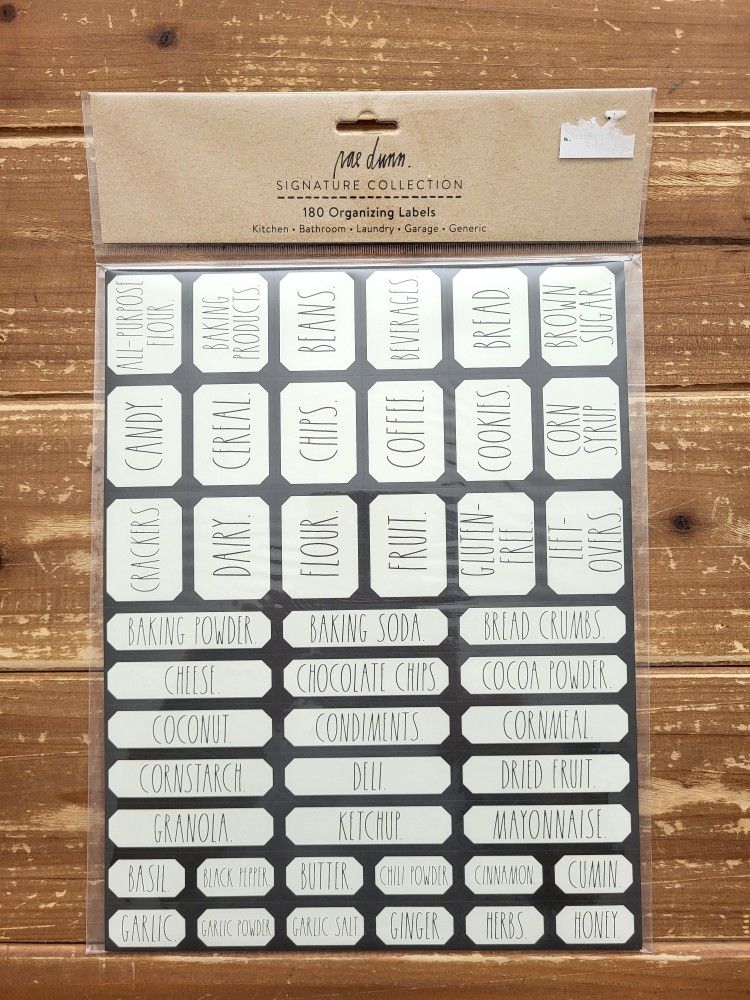 rae dunn.
SIGNATURE COLLECTION
180 Organizing Labels
Kitchen • Bathroom • Laundry • Garage • Generic
ALL-PURPOSE
FLOUR.
BAKING
PRODUCTS.
BEANS.
BEVERAGES.
BREAD.
BROWN
SUGAR.
CANDY.
CEREAL.
CHIPS.
COFFEE.
COOKIES.
CORN
SYRUP.
CRACKERS.
DAIRY.
FLOUR.
FRUIT.
GLUTEN-
FREE.
LEFT-
OVERS.
BAKING POWDER.
BAKING SODA.
BREAD CRUMBS.
CHEESE.
CHOCOLATE CHIPS
COCOA POWDER.
COCONUT.
CONDIMENTS.
CORNMEAL.
CORNSTARCH.
DELI.
DRIED FRUIT.
GRANOLA.
KETCHUP.
MAYONNAISE.
BASIL.
BLACK PEPPER.
BUTTER.
CHILI POWDER.
CINNAMON.
CUMIN.
GARLIC.
GARLIC POWDER.
GARLIC SALT.
GINGER.
HERBS.
HONEY.